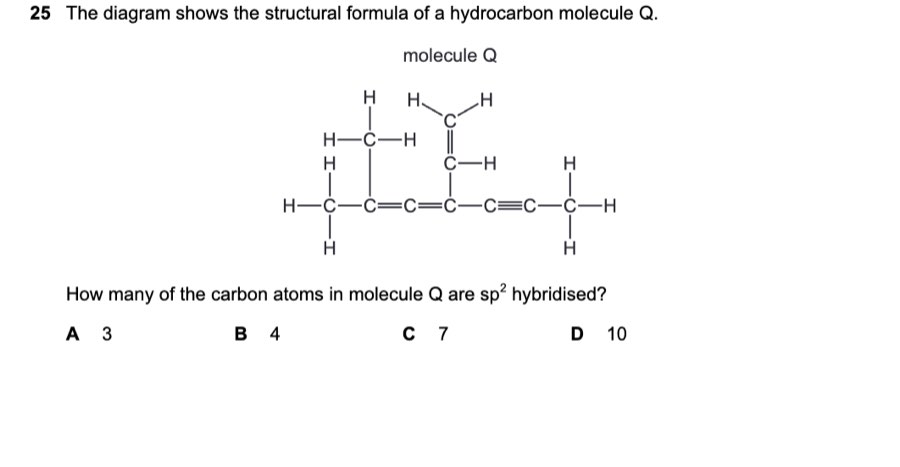 25 The diagram shows the structural formula of a hydrocarbon molecule Q.
molecule Q
H H H
C
H—C—H
H C—H H
H—C—C=C=C—C≡C—C—H
H H
How many of the carbon atoms in molecule Q are sp² hybridised?
A 3 B 4 C 7 D 10